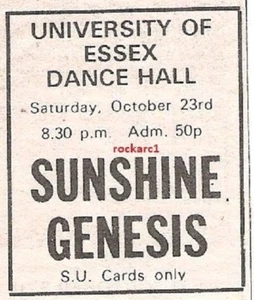 UNIVERSITY OF
ESSEX
DANCE HALL
Saturday, October 23rd
8.30 p.m. Adm. 50p
rockarc1
SUNSHINE
GENESIS
S.U. Cards only